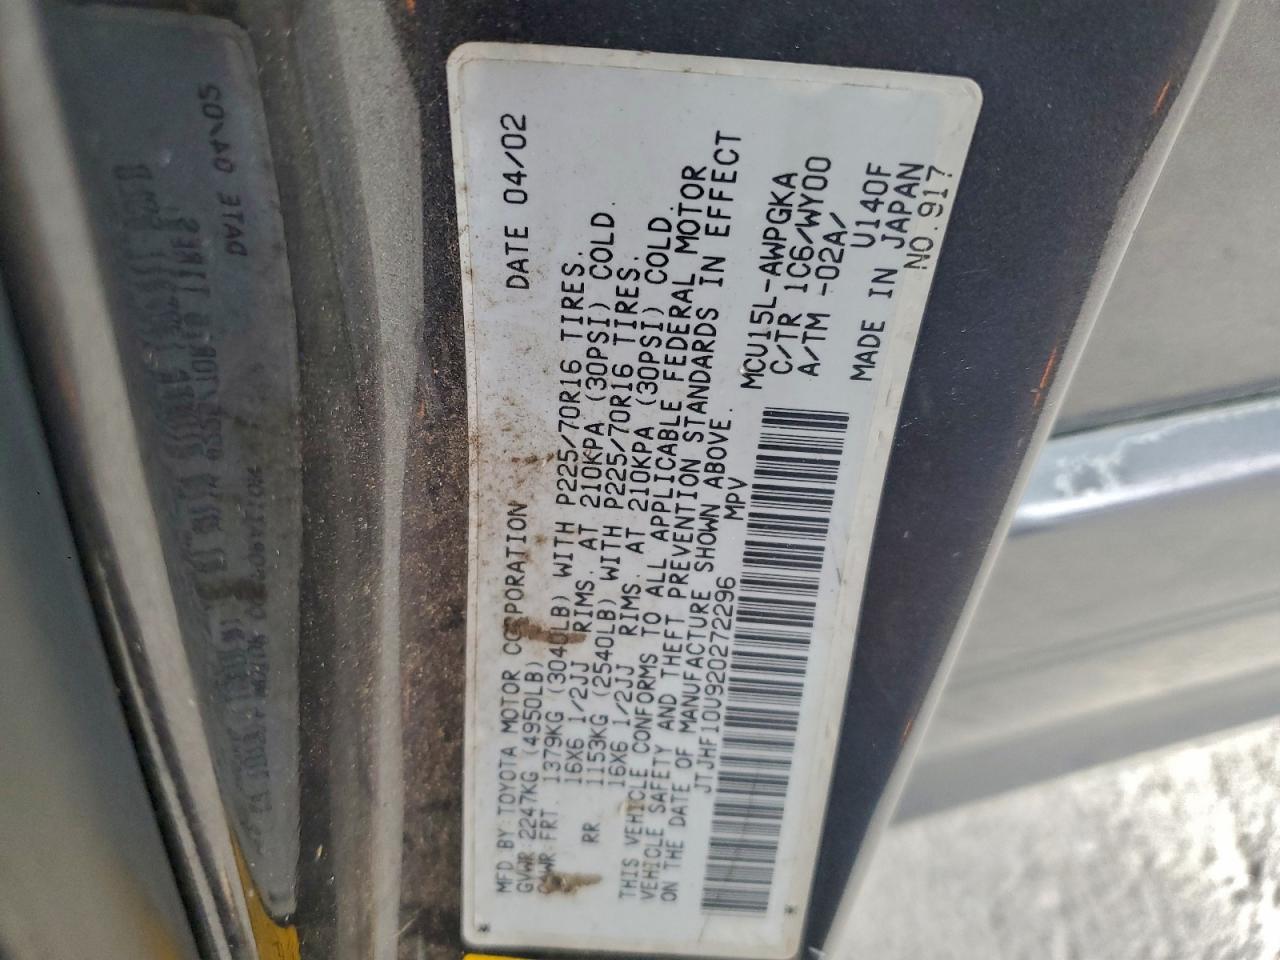 MFD BY: TOYOTA MOTOR CORPORATION DATE 04/02
GVWR: 2247KG (4950LB)
GAWR: FRT. 1379KG (3040LB) WITH P225/70R16 TIRES.
16X6 1/2JJ RIMS. AT 210KPA (30PSI) COLD.
RR 1153KG (2540LB) WITH P225/70R16 TIRES.
16X6 1/2JJ RIMS. AT 210KPA (30PSI) COLD.
THIS VEHICLE CONFORMS TO ALL APPLICABLE FEDERAL MOTOR
VEHICLE SAFETY AND THEFT PREVENTION STANDARDS IN EFFECT
ON THE DATE OF MANUFACTURE SHOWN ABOVE.
JTJHF10U920272296 MPV
MCU15L-AWPGKA
C/TR 1C6/WY00
A/TM -02A/ U140F
MADE IN JAPAN
NO.917
* *